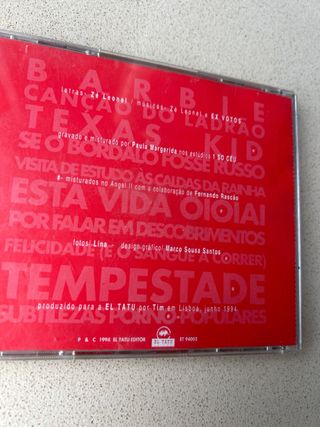 BARBIE
letras- Zé Leonel / músicas- Zé Leonel e EX VOTOS
CANÇÃO DO LADRÃO
TEXAS KID
gravado e misturado por Paulo Margarida nos estúdios 1 SÓ CÉU
SE O BORDALO FOSSE RUSSO
VISITA DE ESTUDO ÀS CALDAS DA RAINHA
#- misturados no Angel II com a colaboração de Fernando Rascão
ESTA VIDA OIOIAI
POR FALAR EM DESCOBRIVENTOS
fotos- Lina - design gráfico- Marco Sousa Santos
FELICIDADE (E O SANGUE A CORRER)
TEMPESTADE
produzido para a EL TATU por Tim em Lisboa, junho 1994
SUBTILEZAS PORNO-POPULARES
P & C 1994 EL TATU EDITOR
EL TATU
ET 94002